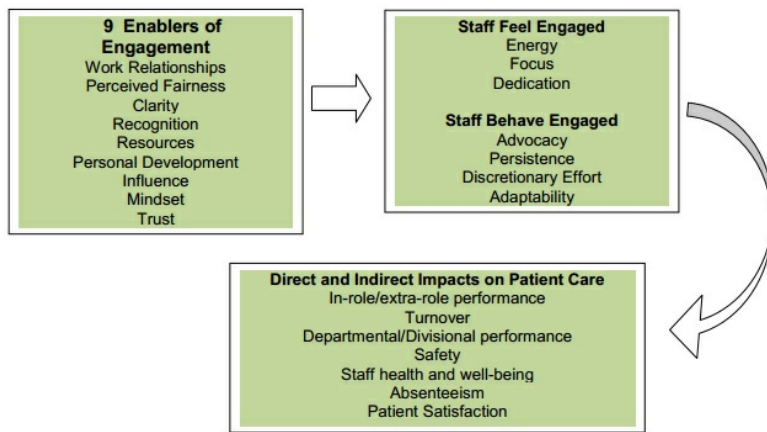 9 Enablers of
Engagement
Work Relationships
Perceived Fairness
Clarity
Recognition
Resources
Personal Development
Influence
Mindset
Trust
Staff Feel Engaged
Energy
Focus
Dedication
Staff Behave Engaged
Advocacy
Persistence
Discretionary Effort
Adaptability
Direct and Indirect Impacts on Patient Care
In-role/extra-role performance
Turnover
Departmental/Divisional performance
Safety
Staff health and well-being
Absenteeism
Patient Satisfaction